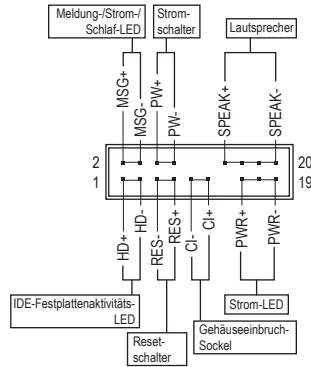 Meldung-/Strom-/
Schlaf-LED
Strom-
schalter
Lautsprecher
MSG+
MSG-
PW+
PW-
SPEAK+
SPEAK-
2
20
1
19
HD+
HD-
RES-
RES+
CI-
CI+
PWR+
PWR-
IDE-Festplattenaktivitäts-
LED
Reset-
schalter
Gehäuseeinbruch-
Sockel
Strom-LED